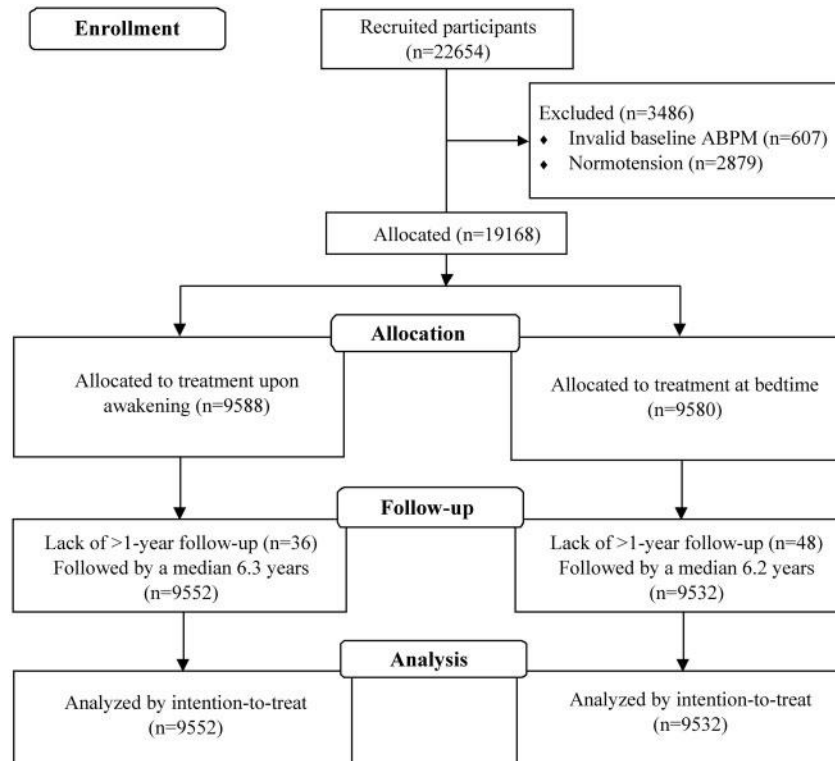 Enrollment
Recruited participants
(n=22654)
Excluded (n=3486)
♦ Invalid baseline ABPM (n=607)
♦ Normotension (n=2879)
Allocated (n=19168)
Allocation
Allocated to treatment upon
awakening (n=9588)
Allocated to treatment at bedtime
(n=9580)
Follow-up
Lack of >1-year follow-up (n=36)
Followed by a median 6.3 years
(n=9552)
Lack of >1-year follow-up (n=48)
Followed by a median 6.2 years
(n=9532)
Analysis
Analyzed by intention-to-treat
(n=9552)
Analyzed by intention-to-treat
(n=9532)